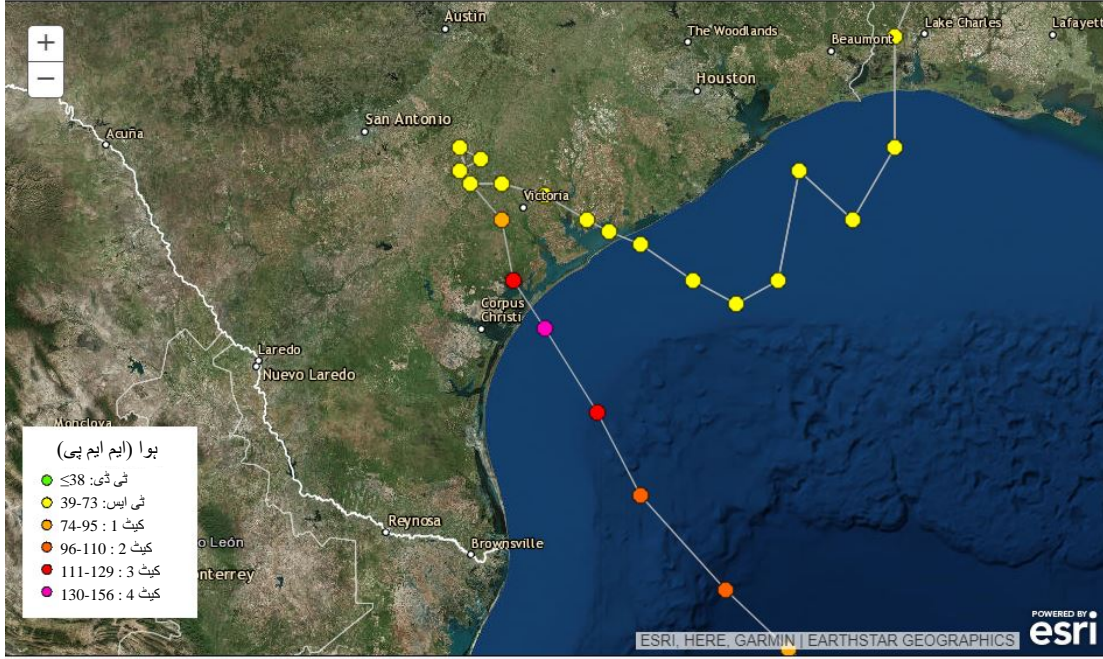 Austin
Lake Charles
Lafayett
The Woodlands
Beaumont
+
−
Houston
San Antonio
Acuña
Victoria
Corpus
Christi
Laredo
Nuevo Laredo
Monclova
ہوا (ایم ایم پی)
ٹی ڈی: 38≥
ٹی ایس: 39-73
کیٹ 1 : 74-95
کیٹ 2 : 96-110
کیٹ 3 : 111-129
کیٹ 4 : 130-156
Reynosa
Brownsville
o León
onterrey
ESRI, HERE, GARMIN | EARTHSTAR GEOGRAPHICS
POWERED BY
esri